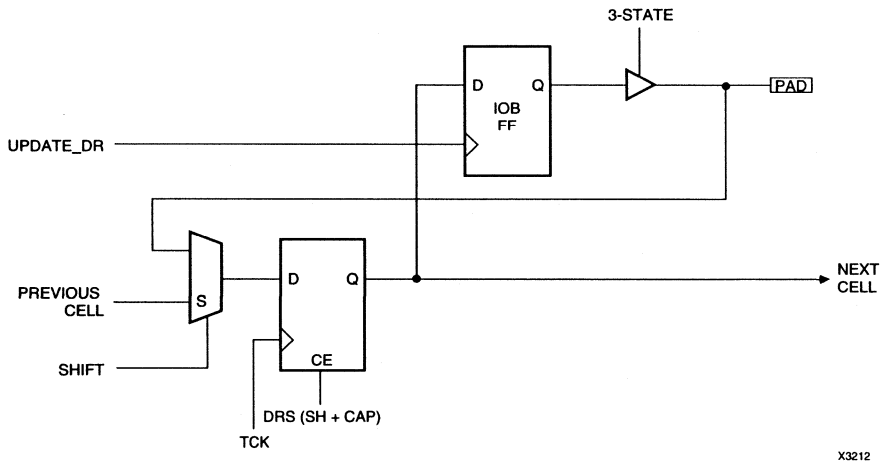 3-STATE
D Q
IOB
FF
PAD
UPDATE_DR
PREVIOUS
CELL
S
D Q
CE
NEXT
CELL
SHIFT
DRS (SH + CAP)
TCK
X3212